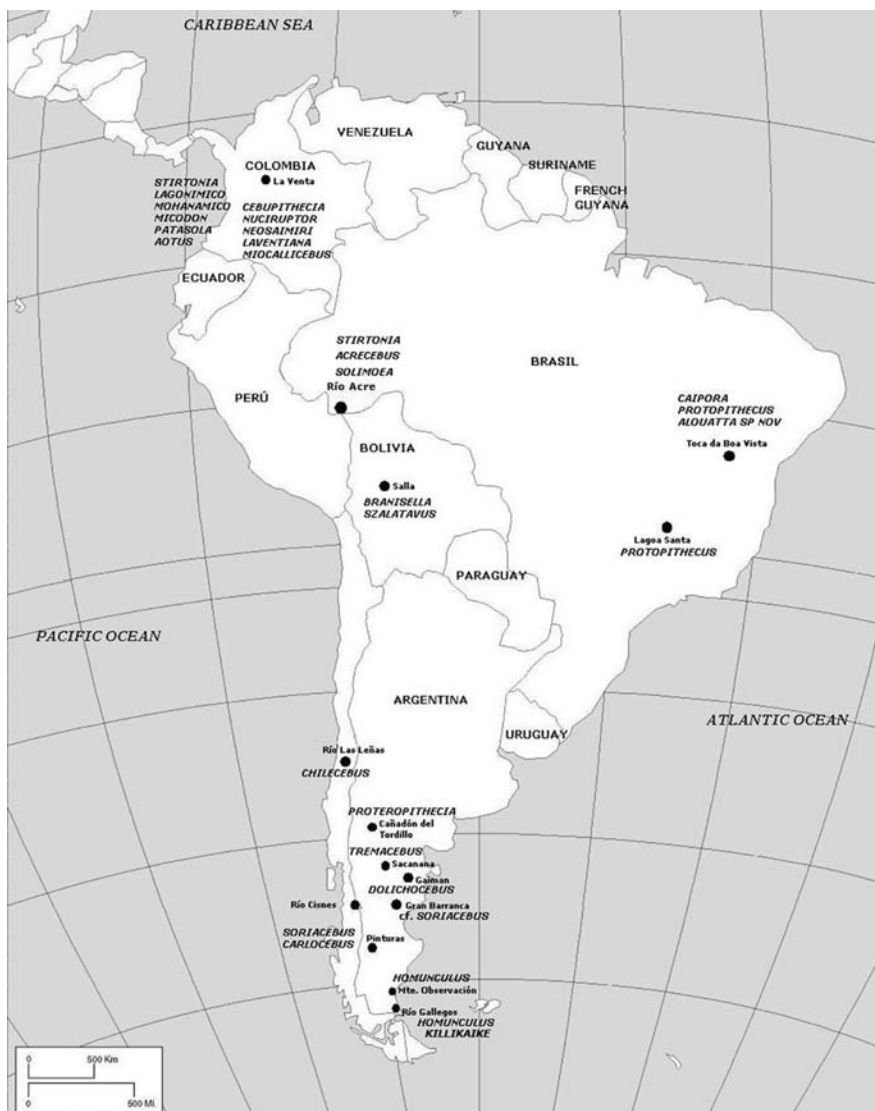 CARIBBEAN SEA
VENEZUELA
GUYANA
SURINAME
FRENCH
GUYANA
COLOMBIA
La Venta
STIRTONIA
LAGONIMICO
MOHANAMICO
MICODON
PATASOLA
AOTUS
CEBUPITHECIA
NUCIRUPTOR
NEOSAIMIRI
LAVENTIANA
MIOCALLICEBUS
ECUADOR
STIRTONIA
ACRECEBUS
SOLIMOEA
Río Acre
BRASIL
PERÚ
CAIPORA
PROTOPITHECUS
ALOUATTA SP NOV
Toca da Boa Vista
BOLIVIA
Salla
BRANISELLA
SZALATAVUS
Lagoa Santa
PROTOPITHECUS
PARAGUAY
PACIFIC OCEAN
ARGENTINA
ATLANTIC OCEAN
URUGUAY
Río Las Leñas
CHILECEBUS
PROTEROPITHECIA
Cañadón del
Tordillo
TREMACEBUS
Sacanana
Gaiman
DOLICHOCEBUS
Río Cisnes
Gran Barranca
cf. SORIACEBUS
SORIACEBUS
CARLOCEBUS
Pinturas
HOMUNCULUS
Mte. Observación
Río Gallegos
HOMUNCULUS
KILLIKAIKE
0 500 Km
0 500 Mi.